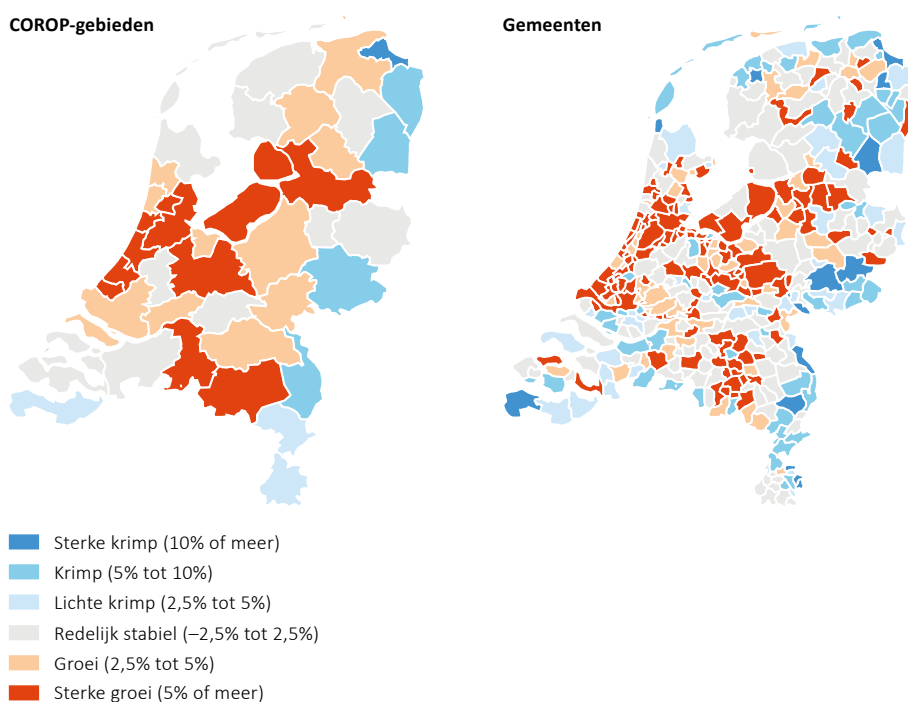 COROP-gebieden
Gemeenten
Sterke krimp (10% of meer)
Krimp (5% tot 10%)
Lichte krimp (2,5% tot 5%)
Redelijk stabiel (–2,5% tot 2,5%)
Groei (2,5% tot 5%)
Sterke groei (5% of meer)